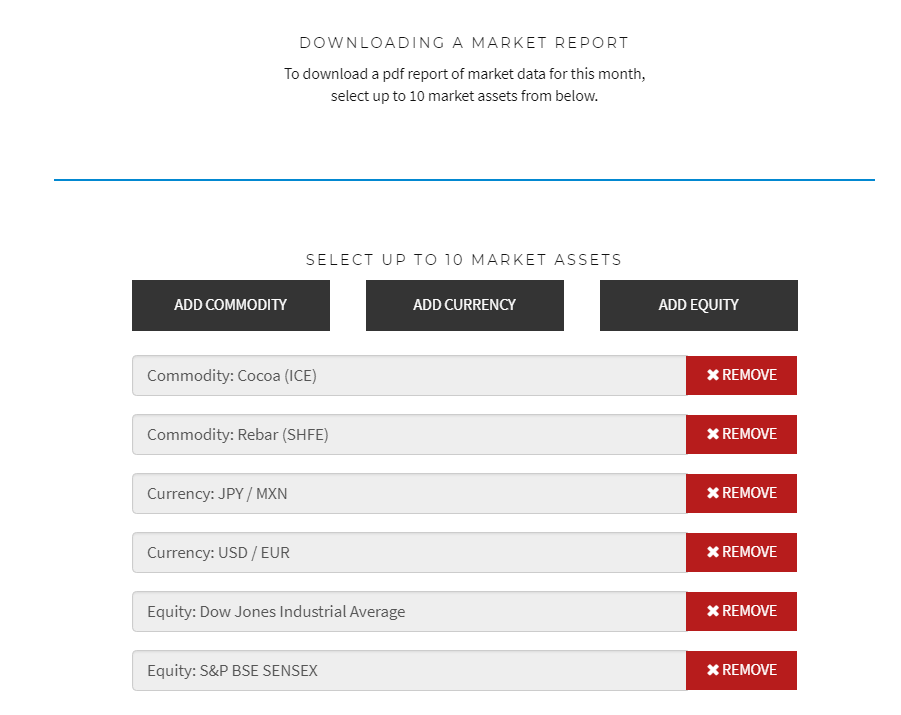 DOWNLOADING A MARKET REPORT
To download a pdf report of market data for this month,
select up to 10 market assets from below.
SELECT UP TO 10 MARKET ASSETS
ADD COMMODITY ADD CURRENCY ADD EQUITY
Commodity: Cocoa (ICE) ✖ REMOVE
Commodity: Rebar (SHFE) ✖ REMOVE
Currency: JPY / MXN ✖ REMOVE
Currency: USD / EUR ✖ REMOVE
Equity: Dow Jones Industrial Average ✖ REMOVE
Equity: S&P BSE SENSEX ✖ REMOVE